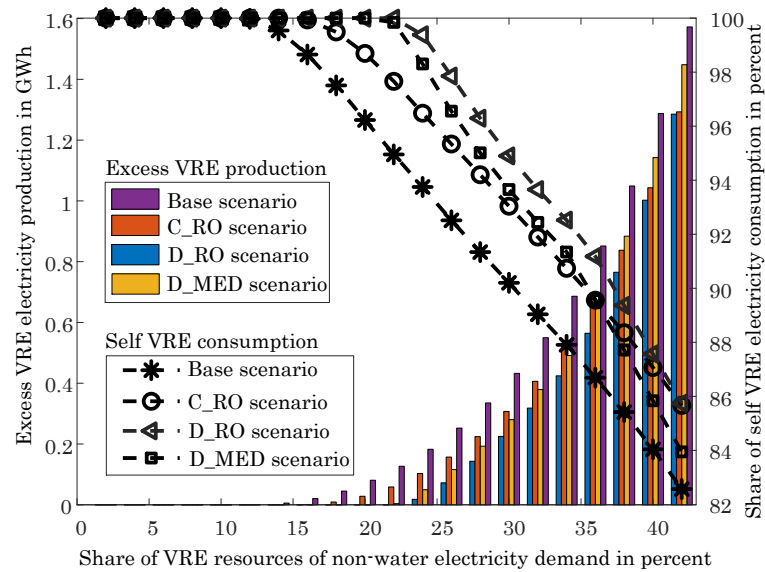 Excess VRE electricity production in GWh
1.6
1.4
1.2
1
0.8
0.6
0.4
0.2
0
Excess VRE production
Base scenario
C_RO scenario
D_RO scenario
D_MED scenario
Self VRE consumption
Base scenario
C_RO scenario
D_RO scenario
D_MED scenario
100
98
96
94
92
90
88
86
84
82
Share of self VRE electricity consumption in percent
0 5 10 15 20 25 30 35 40
Share of VRE resources of non-water electricity demand in percent